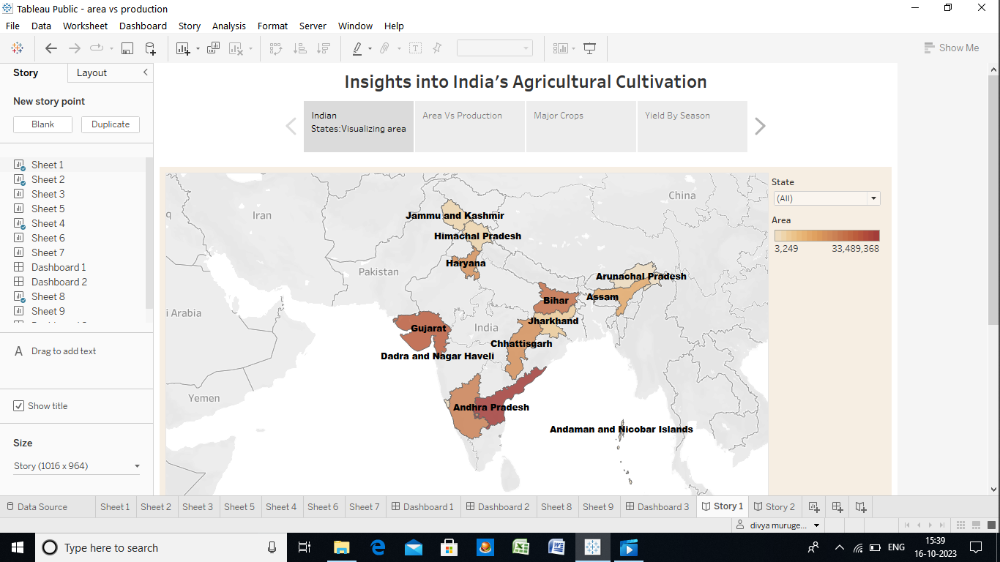 Tableau Public - area vs production
File Data Worksheet Dashboard Story Analysis Format Server Window Help
Show Me
Story Layout
New story point
Blank Duplicate
Sheet 1
Sheet 2
Sheet 3
Sheet 5
Sheet 4
Sheet 6
Sheet 7
Dashboard 1
Dashboard 2
Sheet 8
Sheet 9
A Drag to add text
Show title
Size
Story (1016 x 964)
Insights into India’s Agricultural Cultivation
Indian
States:Visualizing area
Area Vs Production
Major Crops
Yield By Season
China
Iran
q
Jammu and Kashmir
Himachal Pradesh
Haryana
Pakistan
Arunachal Pradesh
Assam
Bihar
i Arabia
Jharkhand
Gujarat
India
Chhattisgarh
Dadra and Nagar Haveli
Yemen
Andhra Pradesh
Andaman and Nicobar Islands
State
(All)
Area
3,249 33,489,368
Data Source Sheet 1 Sheet 2 Sheet 3 Sheet 5 Sheet 4 Sheet 6 Sheet 7 Dashboard 1 Dashboard 2 Sheet 8 Sheet 9 Dashboard 3 Story 1 Story 2
divya muruge...
Type here to search
ENG
15:39
16-10-2023